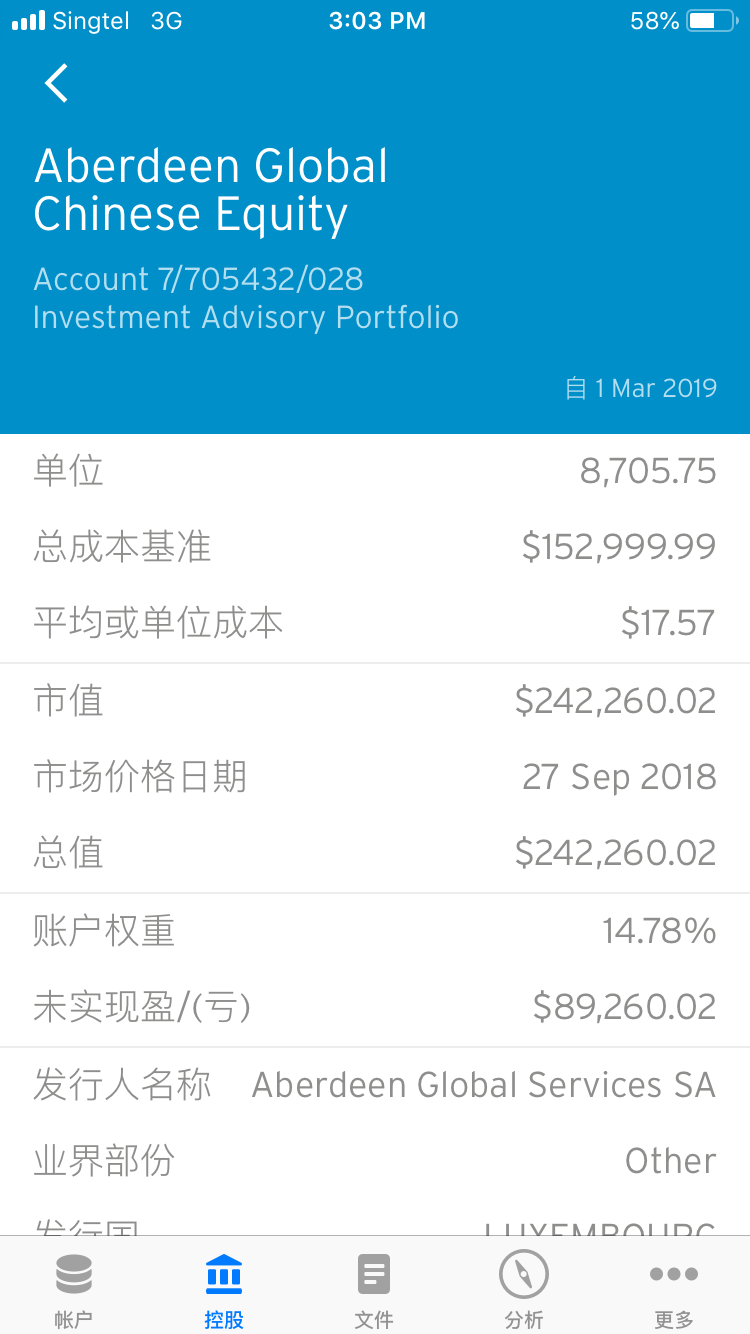 Singtel 3G 3:03 PM 58%
Aberdeen Global
Chinese Equity
Account 7/705432/028
Investment Advisory Portfolio
自 1 Mar 2019
单位 8,705.75
总成本基准 $152,999.99
平均或单位成本 $17.57
市值 $242,260.02
市场价格日期 27 Sep 2018
总值 $242,260.02
账户权重 14.78%
未实现盈/(亏) $89,260.02
发行人名称 Aberdeen Global Services SA
业界部份 Other
发行国 LUXEMBOURG
帐户 控股 文件 分析 更多